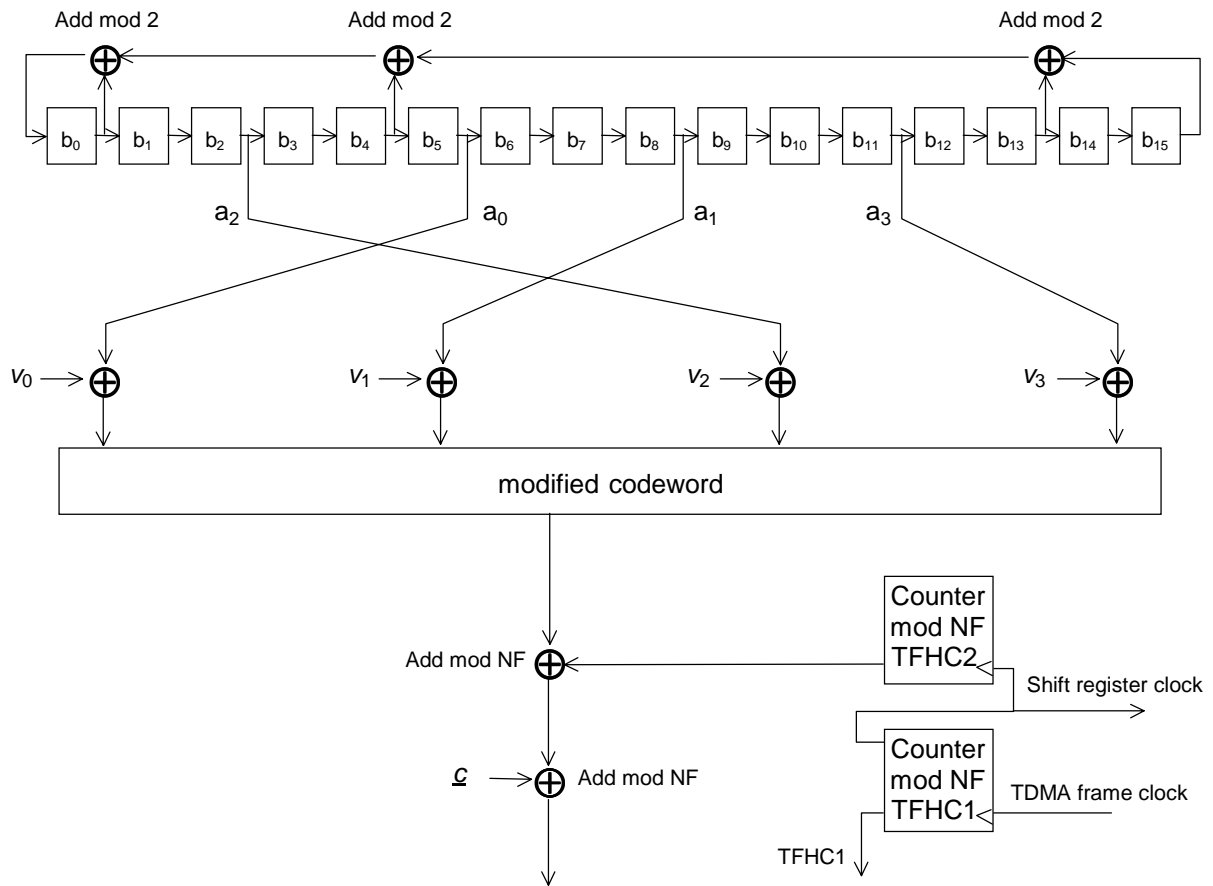 Add mod 2 Add mod 2 Add mod 2
b₀ b₁ b₂ b₃ b₄ b₅ b₆ b₇ b₈ b₉ b₁₀ b₁₁ b₁₂ b₁₃ b₁₄ b₁₅
a₂ a₀ a₁ a₃
v₀ v₁ v₂ v₃
modified codeword
Counter
mod NF
TFHC2
Add mod NF
Shift register clock
Counter
mod NF
TFHC1
c Add mod NF
TDMA frame clock
TFHC1